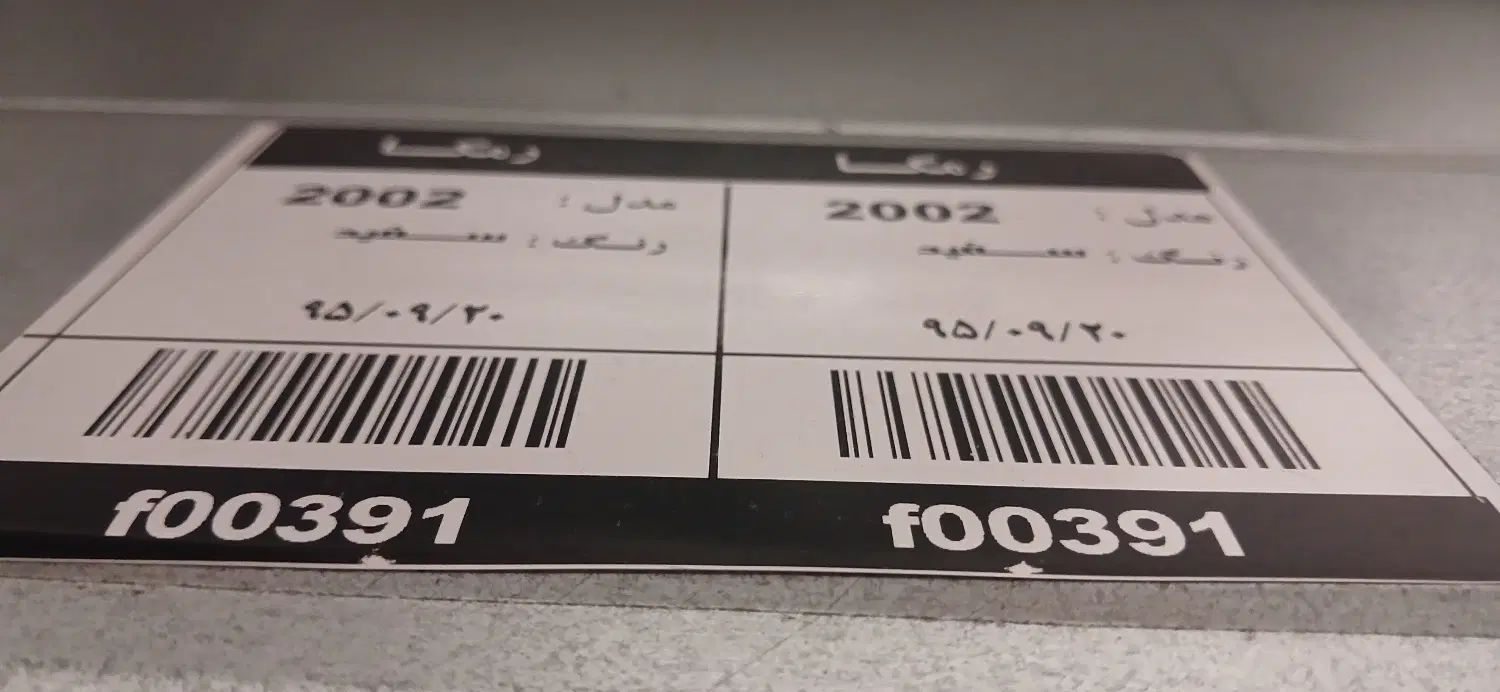 مدل : 2002
رنگ : سفید
۹۵/۰۹/۲۰
f00391
مدل : 2002
رنگ : سفید
۹۵/۰۹/۲۰
f00391